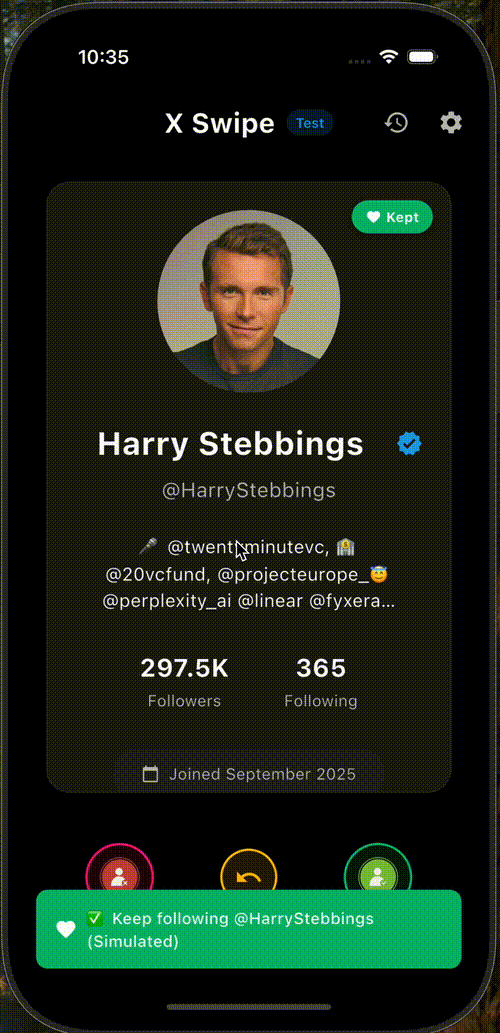 10:35
X Swipe Test
Kept
Harry Stebbings
@HarryStebbings
🎤 @twentyminutevc, 🏦
@20vcfund, @projecteurope_😇
@perplexity_ai @linear @fyxera...
297.5K 365
Followers Following
Joined September 2025
✅ Keep following @HarryStebbings
(Simulated)